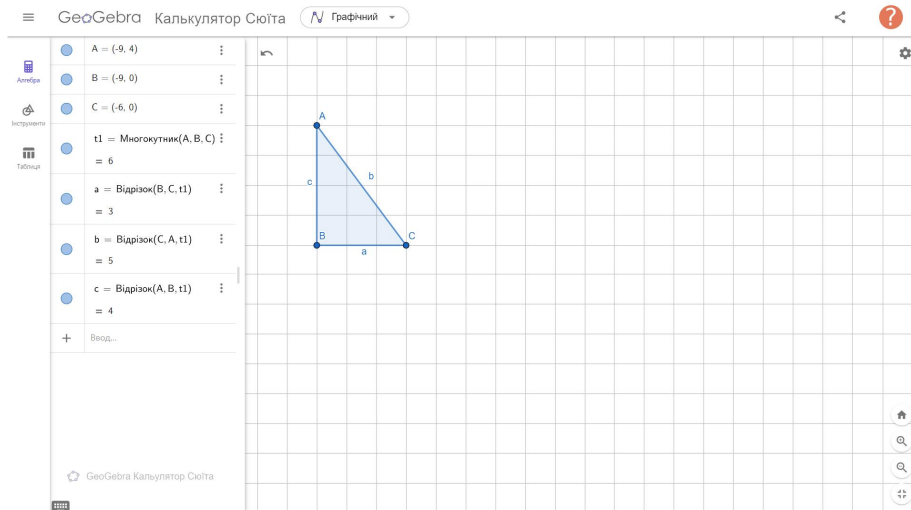 GeoGebra Калькулятор Сюїта Графічний ?
Алгебра
Інструменти
Таблиця
A = (-9, 4)
B = (-9, 0)
C = (-6, 0)
t1 = Многокутник(A, B, C)
= 6
a = Відрізок(B, C, t1)
= 3
b = Відрізок(C, A, t1)
= 5
c = Відрізок(A, B, t1)
= 4
+ Ввод...
GeoGebra Кальулятор Сюїта
A
c
b
B
C
a